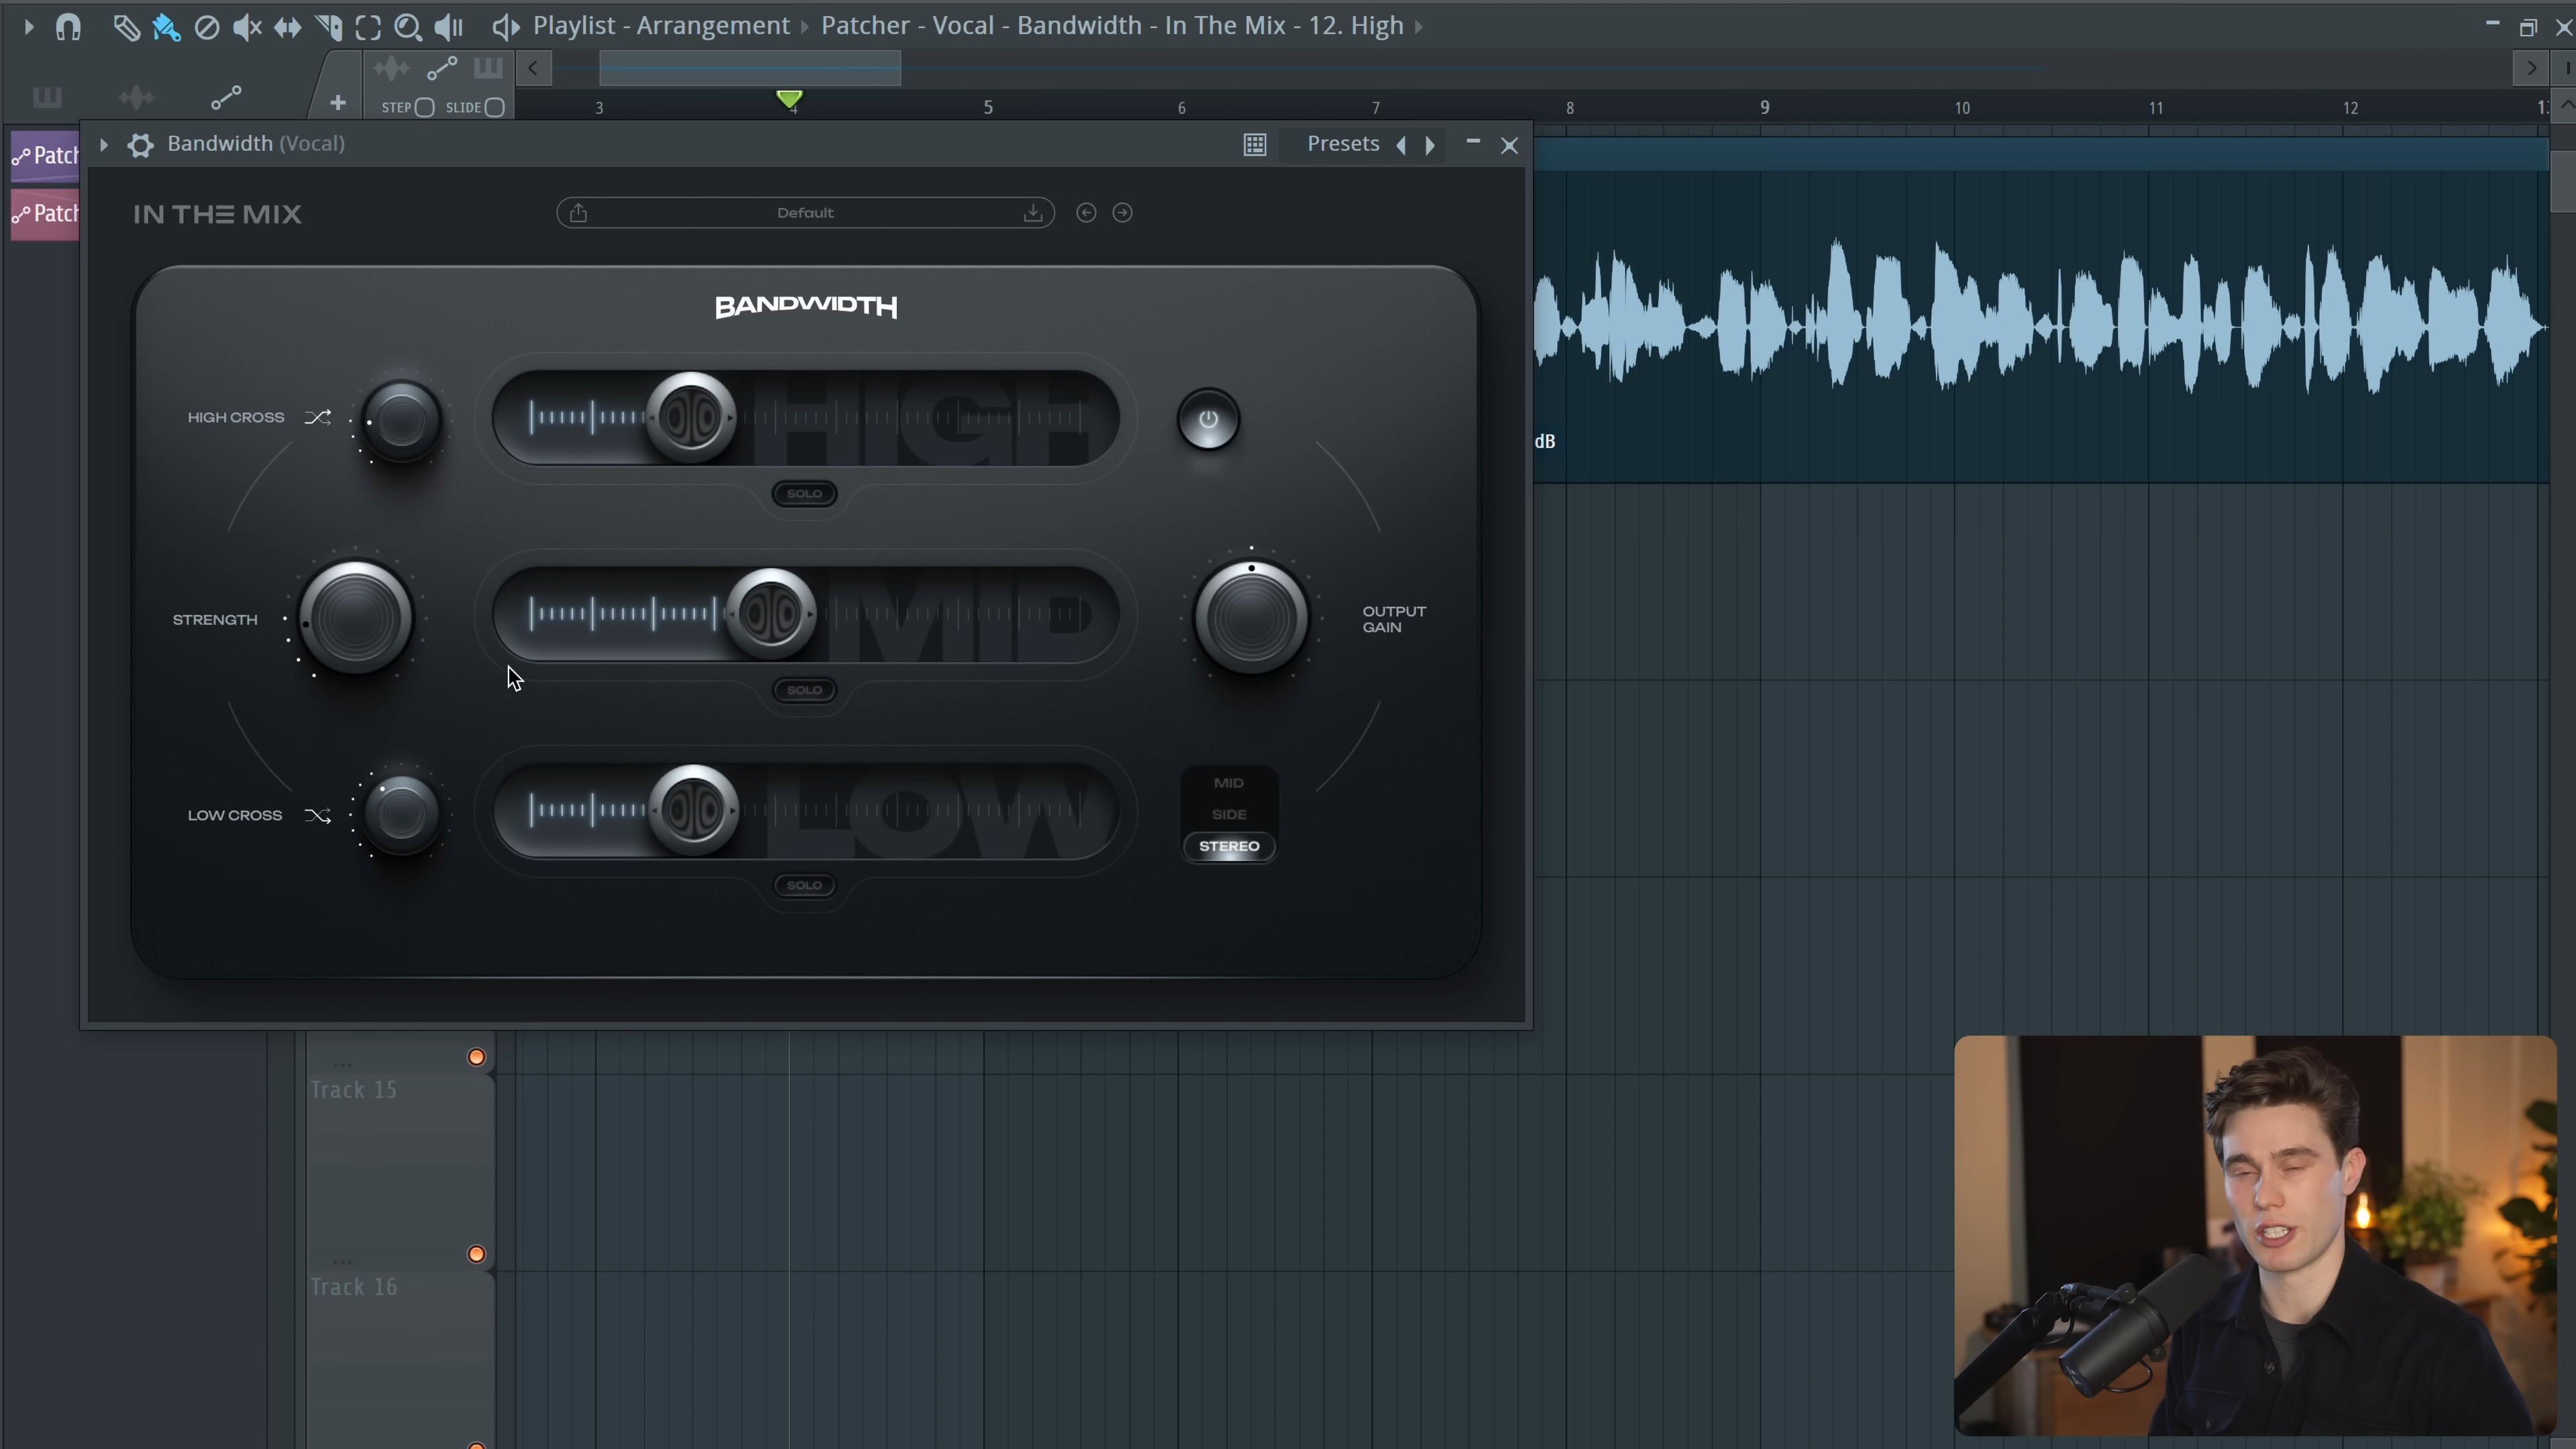 Playlist - Arrangement Patcher - Vocal - Bandwidth - In The Mix - 12. High
STEP SLIDE
3 4 5 6 7 8 9 10 11 12
Patch
Patch
Bandwidth (Vocal)
Presets
IN THE MIX
Default
BANDWIDTH
HIGH CROSS
HIGH
SOLO
dB
STRENGTH
MID
OUTPUT
GAIN
SOLO
LOW CROSS
LOW
MID
SIDE
STEREO
SOLO
...
Track 15
...
Track 16